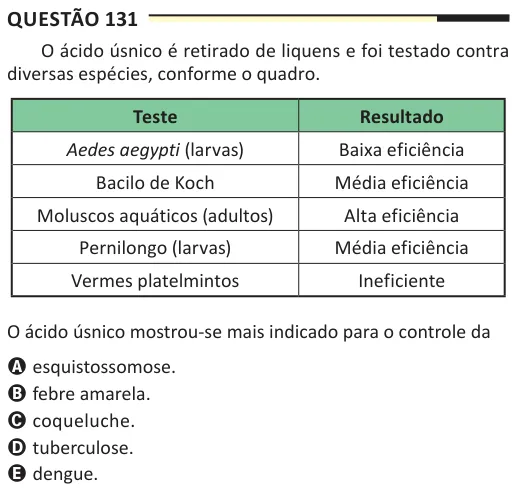 QUESTÃO 131
O ácido úsnico é retirado de liquens e foi testado contra
diversas espécies, conforme o quadro.
Teste Resultado
Aedes aegypti (larvas) Baixa eficiência
Bacilo de Koch Média eficiência
Moluscos aquáticos (adultos) Alta eficiência
Pernilongo (larvas) Média eficiência
Vermes platelmintos Ineficiente
O ácido úsnico mostrou-se mais indicado para o controle da
A esquistossomose.
B febre amarela.
C coqueluche.
D tuberculose.
E dengue.